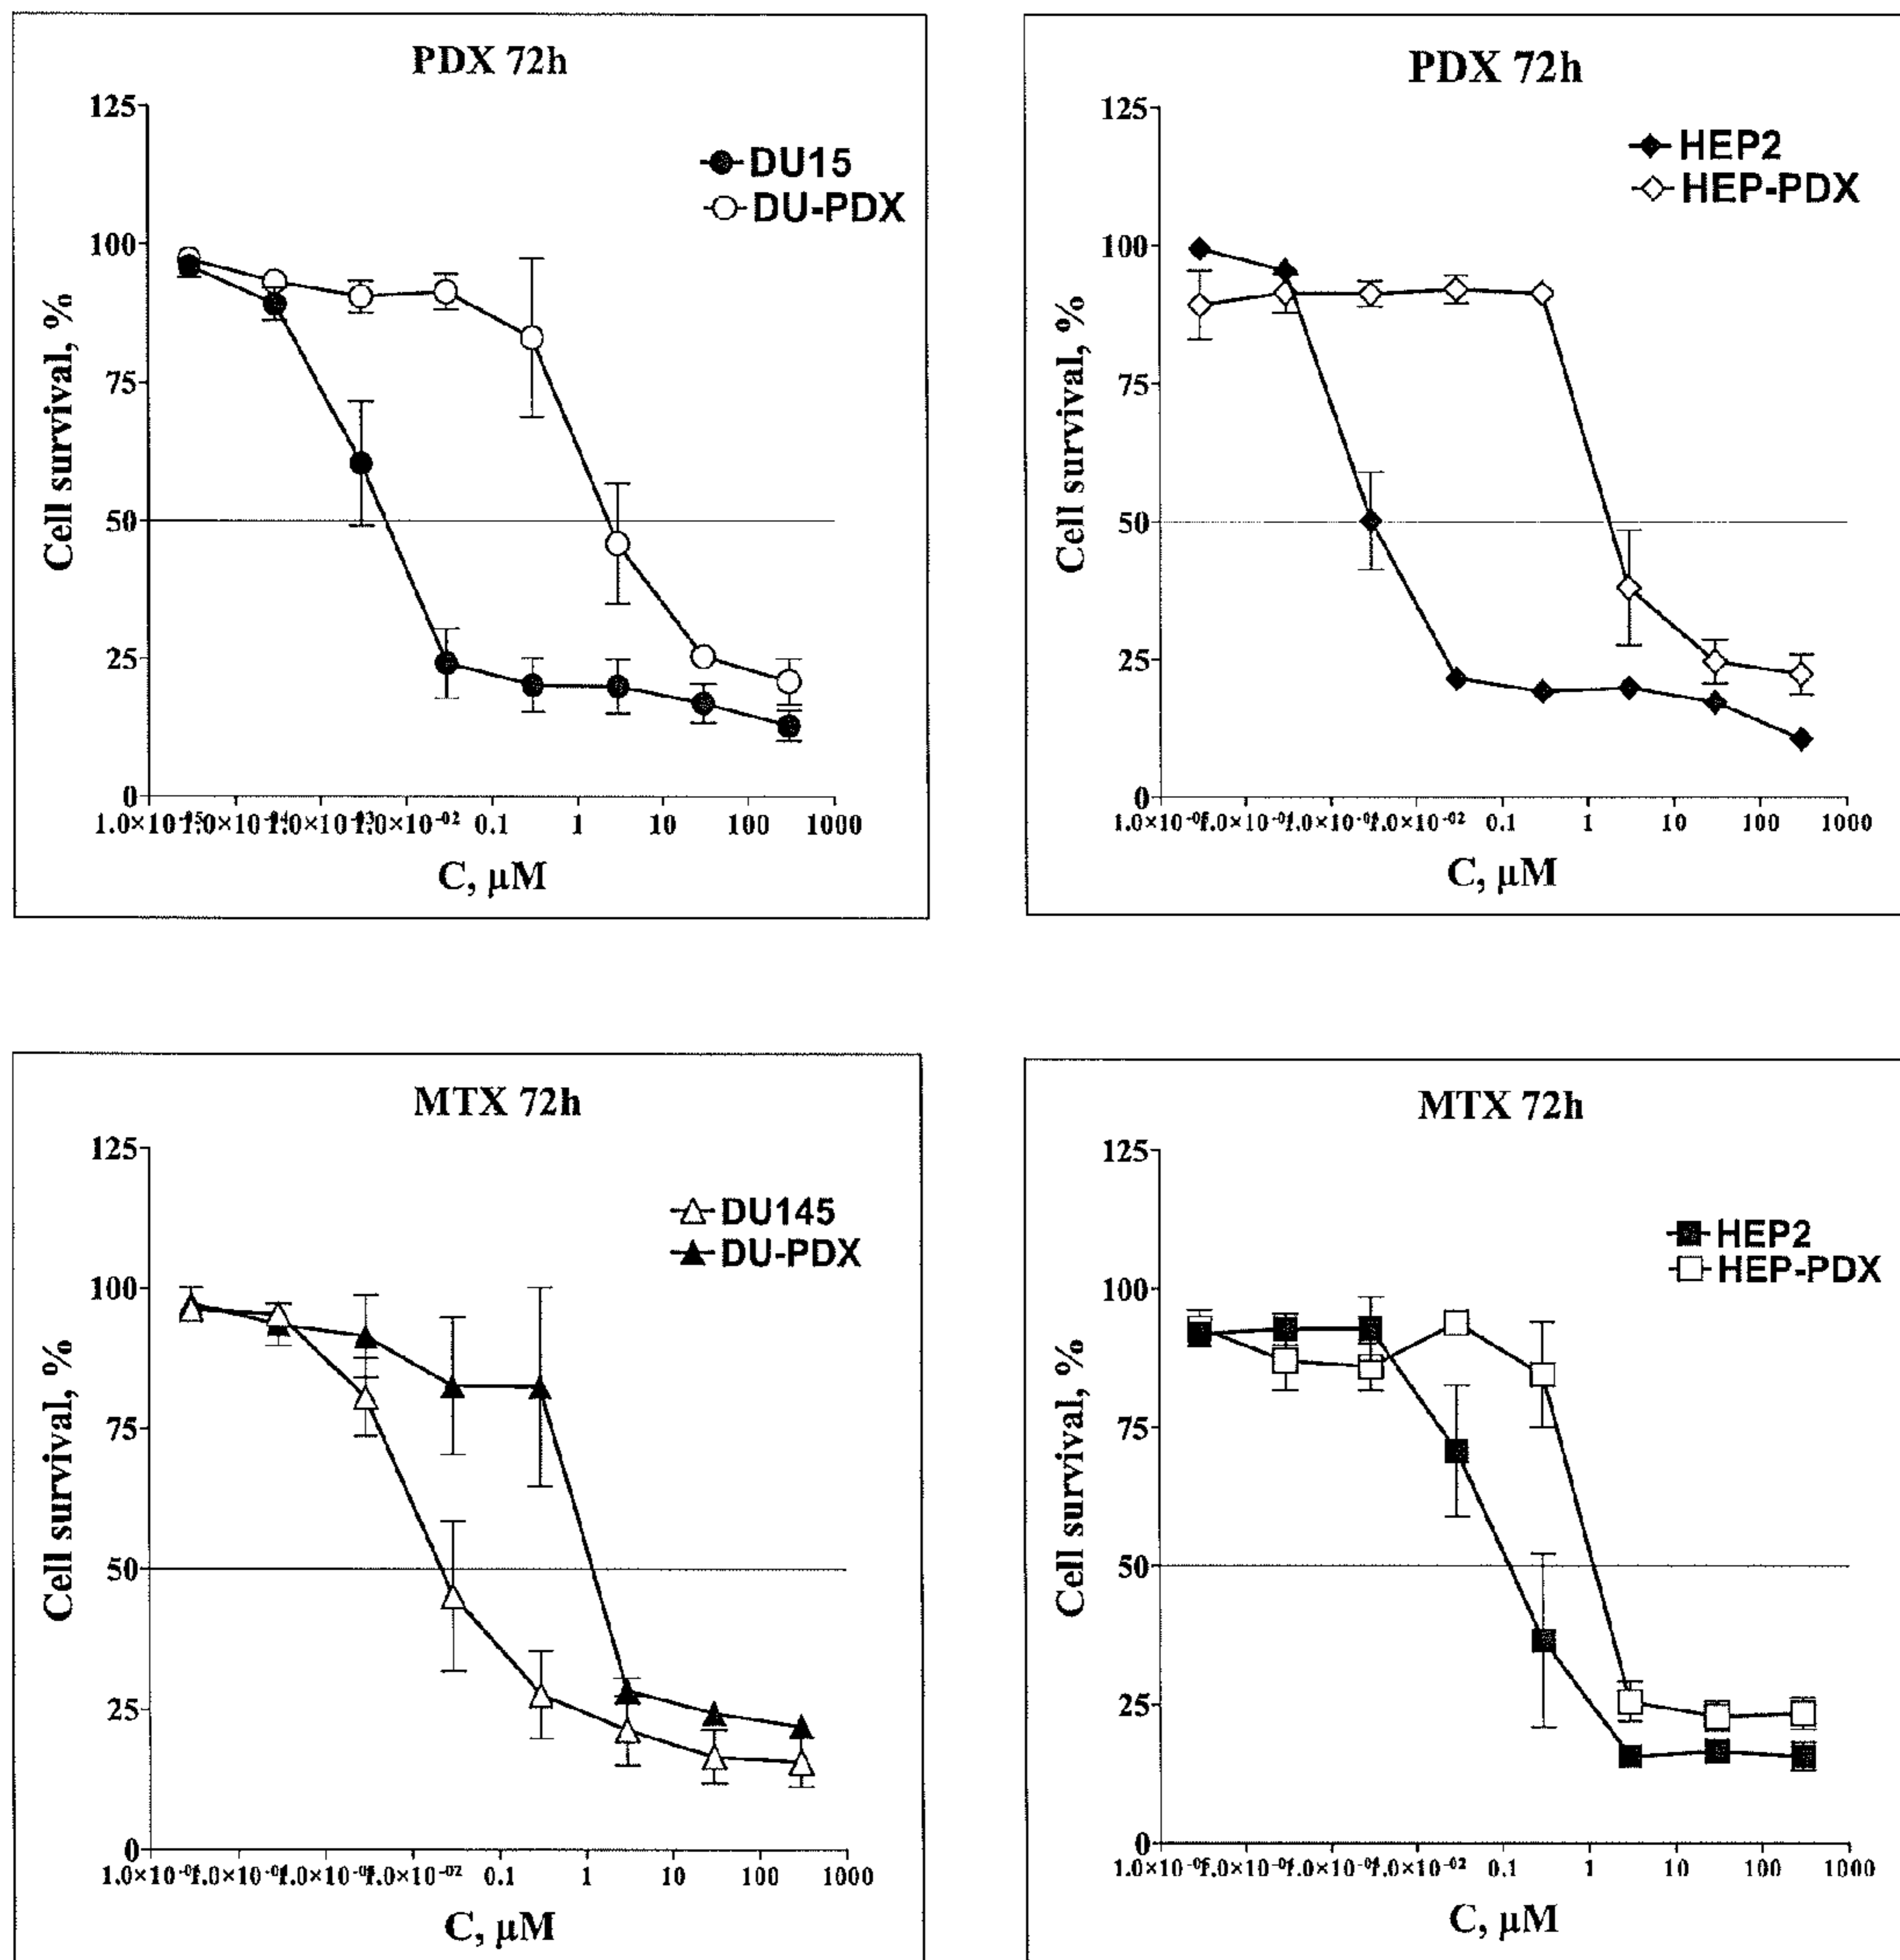 PDX 72h
125
100
75
50
25
0
Cell survival, %
DU15
DU-PDX
0.1 1 10 100 1000
C, µM
PDX 72h
125
100
75
50
25
0
Cell survival, %
HEP2
HEP-PDX
0.1 1 10 100 1000
C, µM
MTX 72h
125
100
75
50
25
0
Cell survival, %
DU145
DU-PDX
0.1 1 10 100 1000
C, µM
MTX 72h
125
100
75
50
25
0
Cell survival, %
HEP2
HEP-PDX
0.1 1 10 100 1000
C, µM